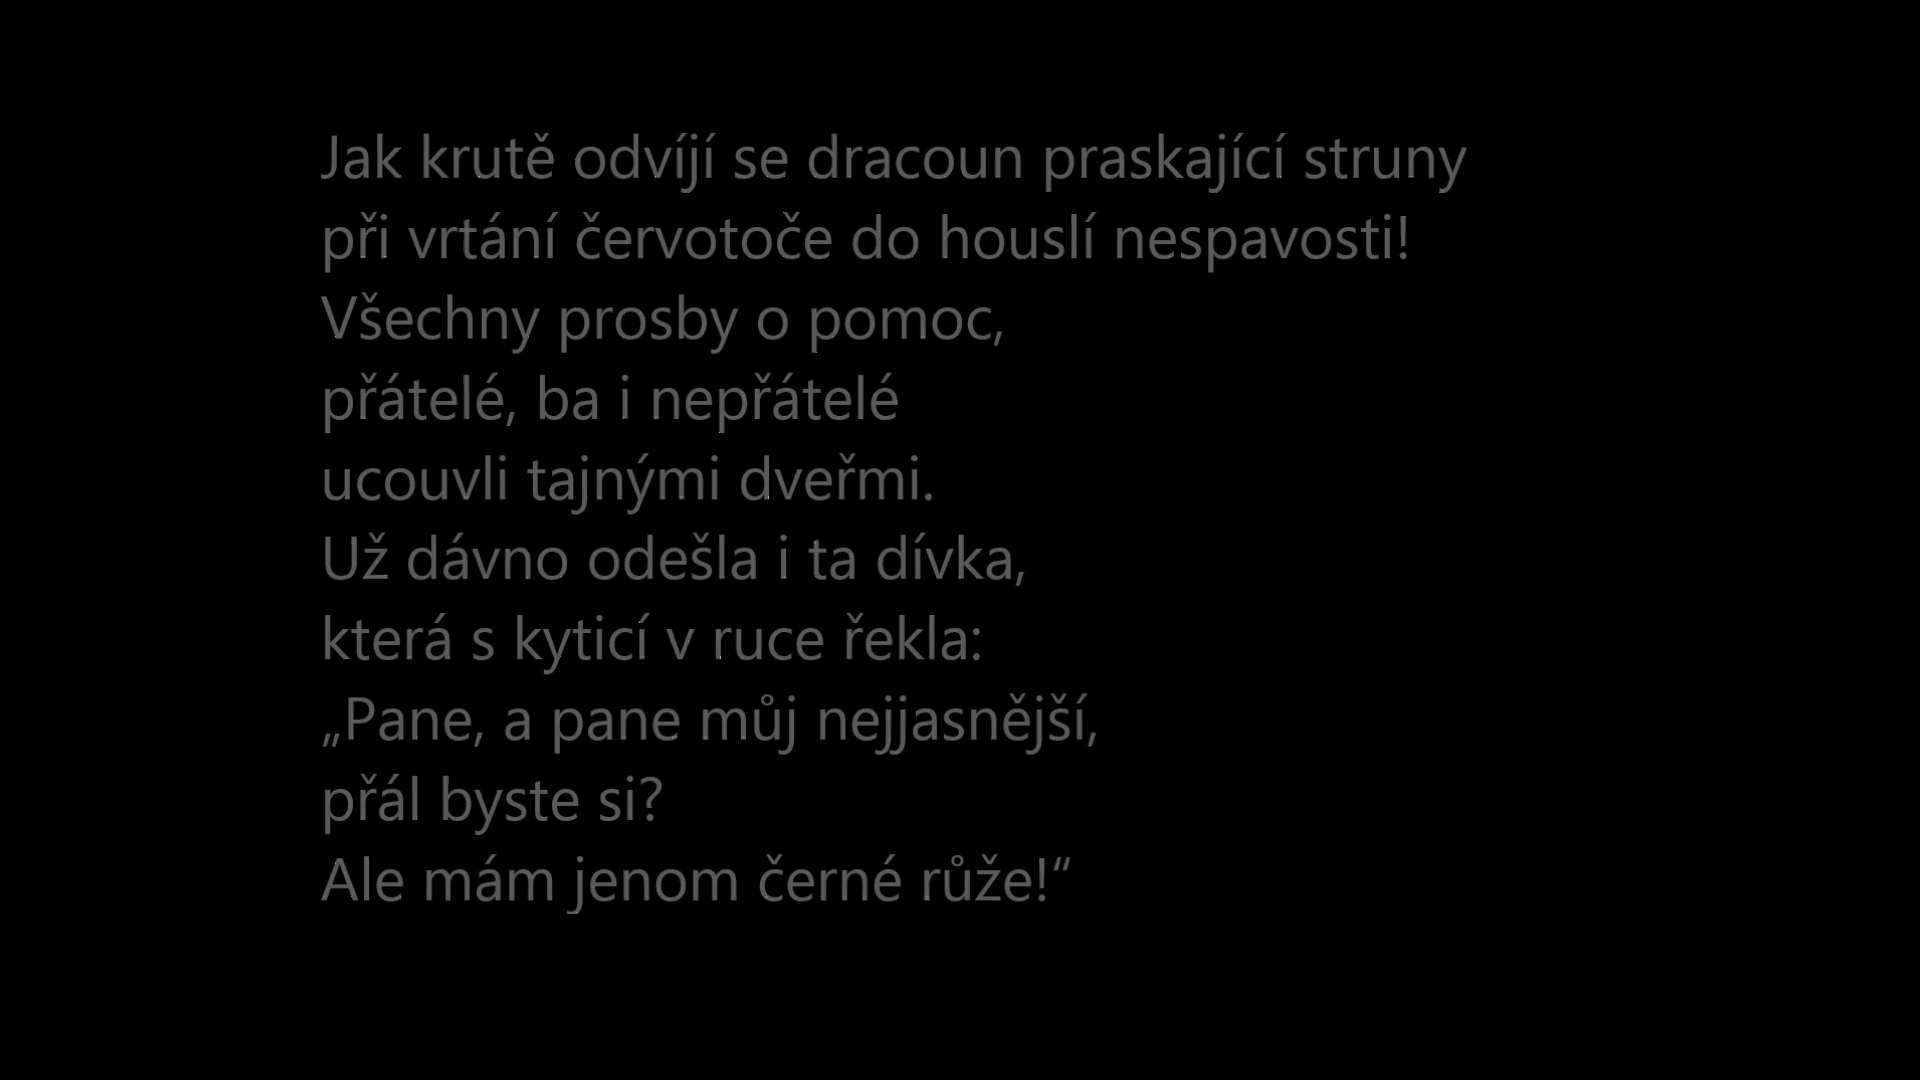 Jak krutě odvíjí se dracoun praskající struny
při vrtání červotoče do houslí nespavosti!
Všechny prosby o pomoc,
přátelé, ba i nepřátelé
ucouvli tajnými dveřmi.
Už dávno odešla i ta dívka,
která s kyticí v ruce řekla:
„Pane, a pane můj nejjasnější,
přál byste si?
Ale mám jenom černé růže!“